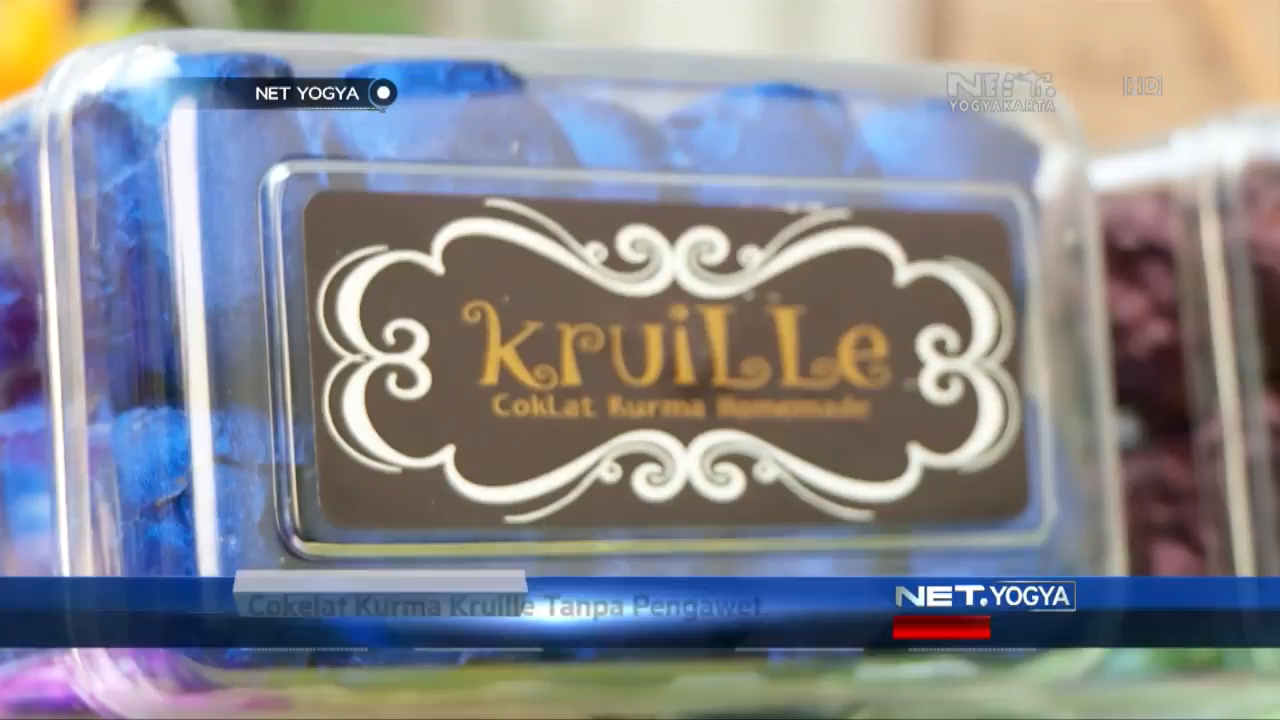 NET YOGYA
NET.
YOGYAKARTA
HD
kruiLLe
CokLat Kurma Homemade
Cokelat Kurma Kruille Tanpa Pengawet
NET. YOGYA